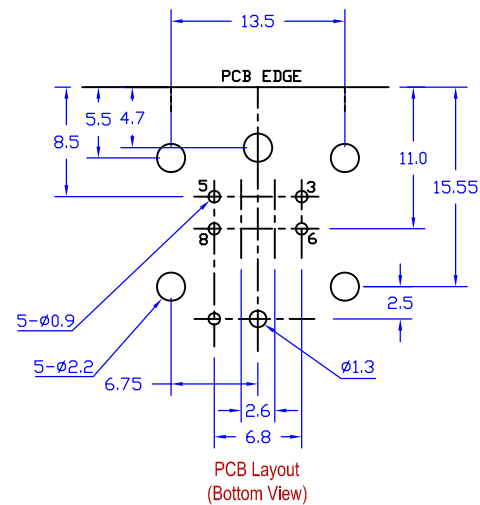 13.5
PCB EDGE
5.5 4.7
8.5
11.0
15.55
5 3
8 6
2.5
5-Ø0.9
5-Ø2.2
6.75
Ø1.3
2.6
6.8
PCB Layout
(Bottom View)